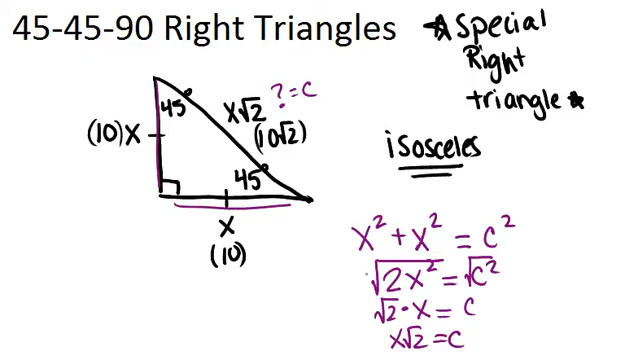 45-45-90 Right Triangles
☆Special
Right
triangle☆
45°
x√2 ?=c
(10√2)
(10)x
45°
isosceles
x
(10)
x² + x² = c²
√2x² = √c²
√2·x = c
x√2 = c